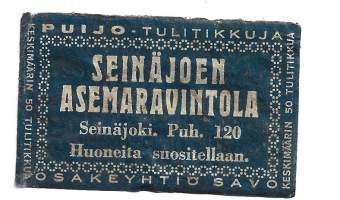 PUIJO-TULITIKKUJA
KESKIMÄÄRIN 50 TULITIKKUA
SEINÄJOEN
ASEMARAVINTOLA
Seinäjoki. Puh. 120
Huoneita suositellaan.
KESKIMÄÄRIN 50 TULITIKKUA
OSAKEYHTIÖ SAVO